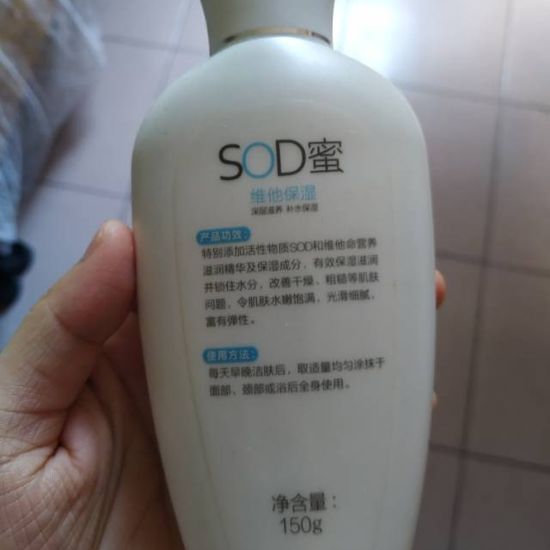 SOD蜜
维他保湿
深层滋养 补水保湿
产品功效：
特别添加活性物质SOD和维他命营养
滋润精华及保湿成分，有效保湿滋润
并锁住水分，改善干燥、粗糙等肌肤
问题，令肌肤水嫩饱满，光滑细腻，
富有弹性。
使用方法：
每天早晚洁肤后，取适量均匀涂抹于
面部、颈部或浴后全身使用。
净含量：
150g